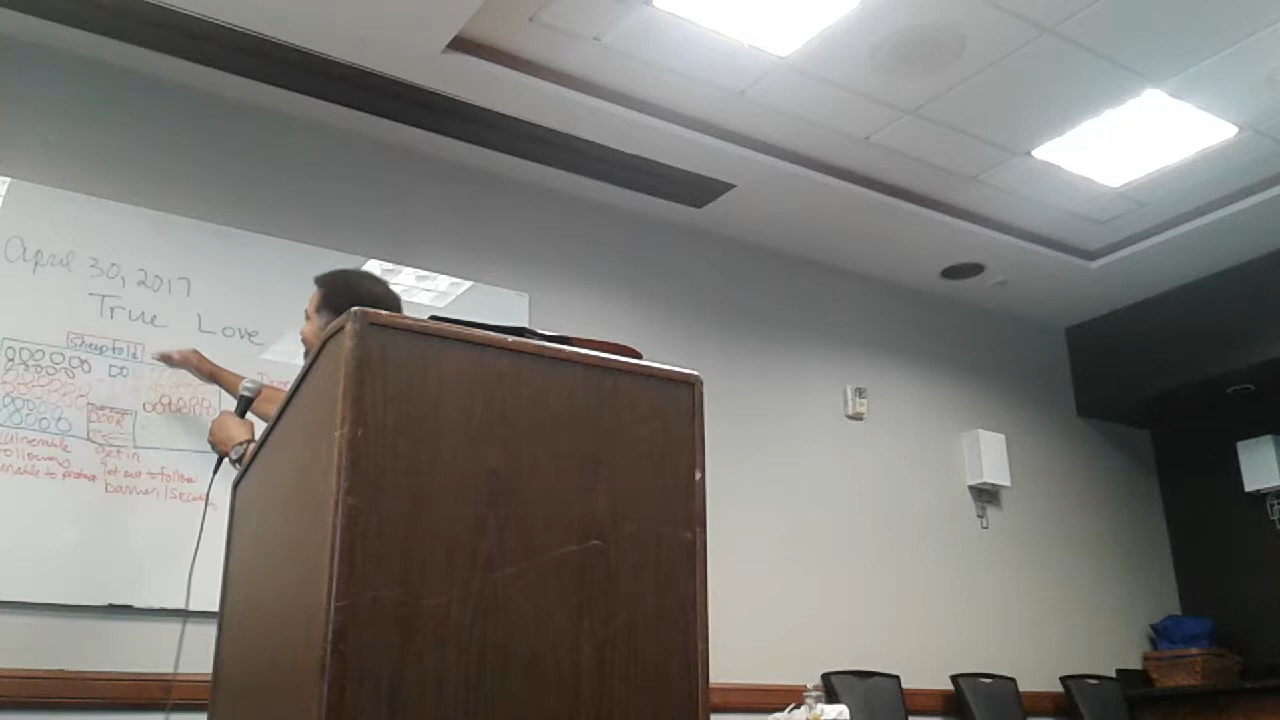 April 30, 2017
True Love
Sheepfold
DOOR
vulnerable
following
unable to protect
get in
get out to follow
barrier/security